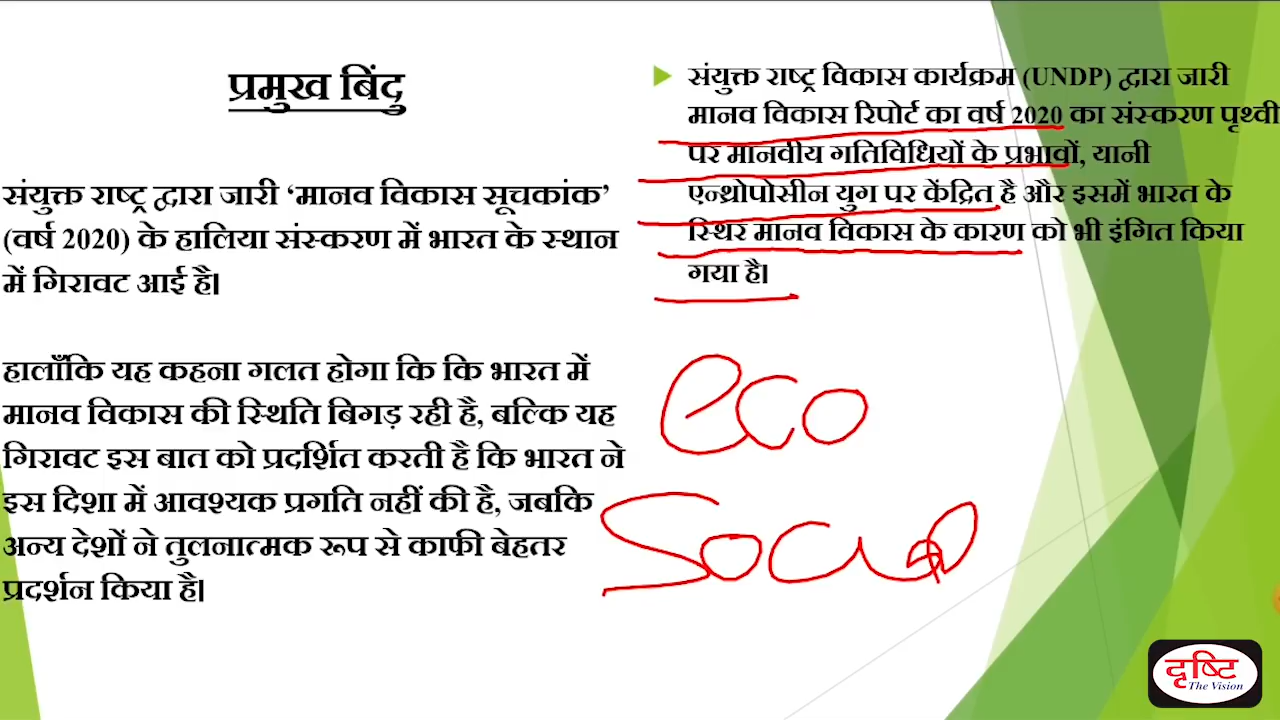 प्रमुख बिंदु
संयुक्त राष्ट्र द्वारा जारी ‘मानव विकास सूचकांक’
(वर्ष 2020) के हालिया संस्करण में भारत के स्थान
में गिरावट आई है।
हालाँकि यह कहना गलत होगा कि कि भारत में
मानव विकास की स्थिति बिगड़ रही है, बल्कि यह
गिरावट इस बात को प्रदर्शित करती है कि भारत ने
इस दिशा में आवश्यक प्रगति नहीं की है, जबकि
अन्य देशों ने तुलनात्मक रूप से काफी बेहतर
प्रदर्शन किया है।
संयुक्त राष्ट्र विकास कार्यक्रम (UNDP) द्वारा जारी
मानव विकास रिपोर्ट का वर्ष 2020 का संस्करण पृथ्वी
पर मानवीय गतिविधियों के प्रभावों, यानी
एन्थ्रोपोसीन युग पर केंद्रित है और इसमें भारत के
स्थिर मानव विकास के कारण को भी इंगित किया
गया है।
eco
Social
दृष्टि
The Vision